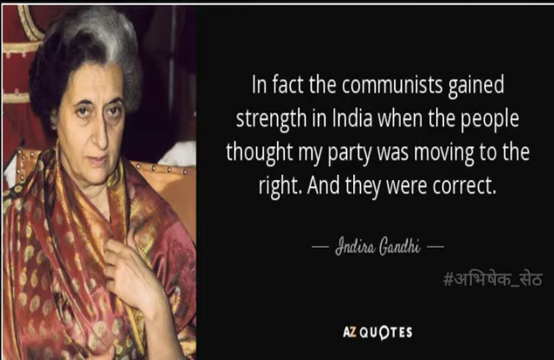 In fact the communists gained
strength in India when the people
thought my party was moving to the
right. And they were correct.
— Indira Gandhi —
#अभिषेक_सेठ
AZ QUOTES